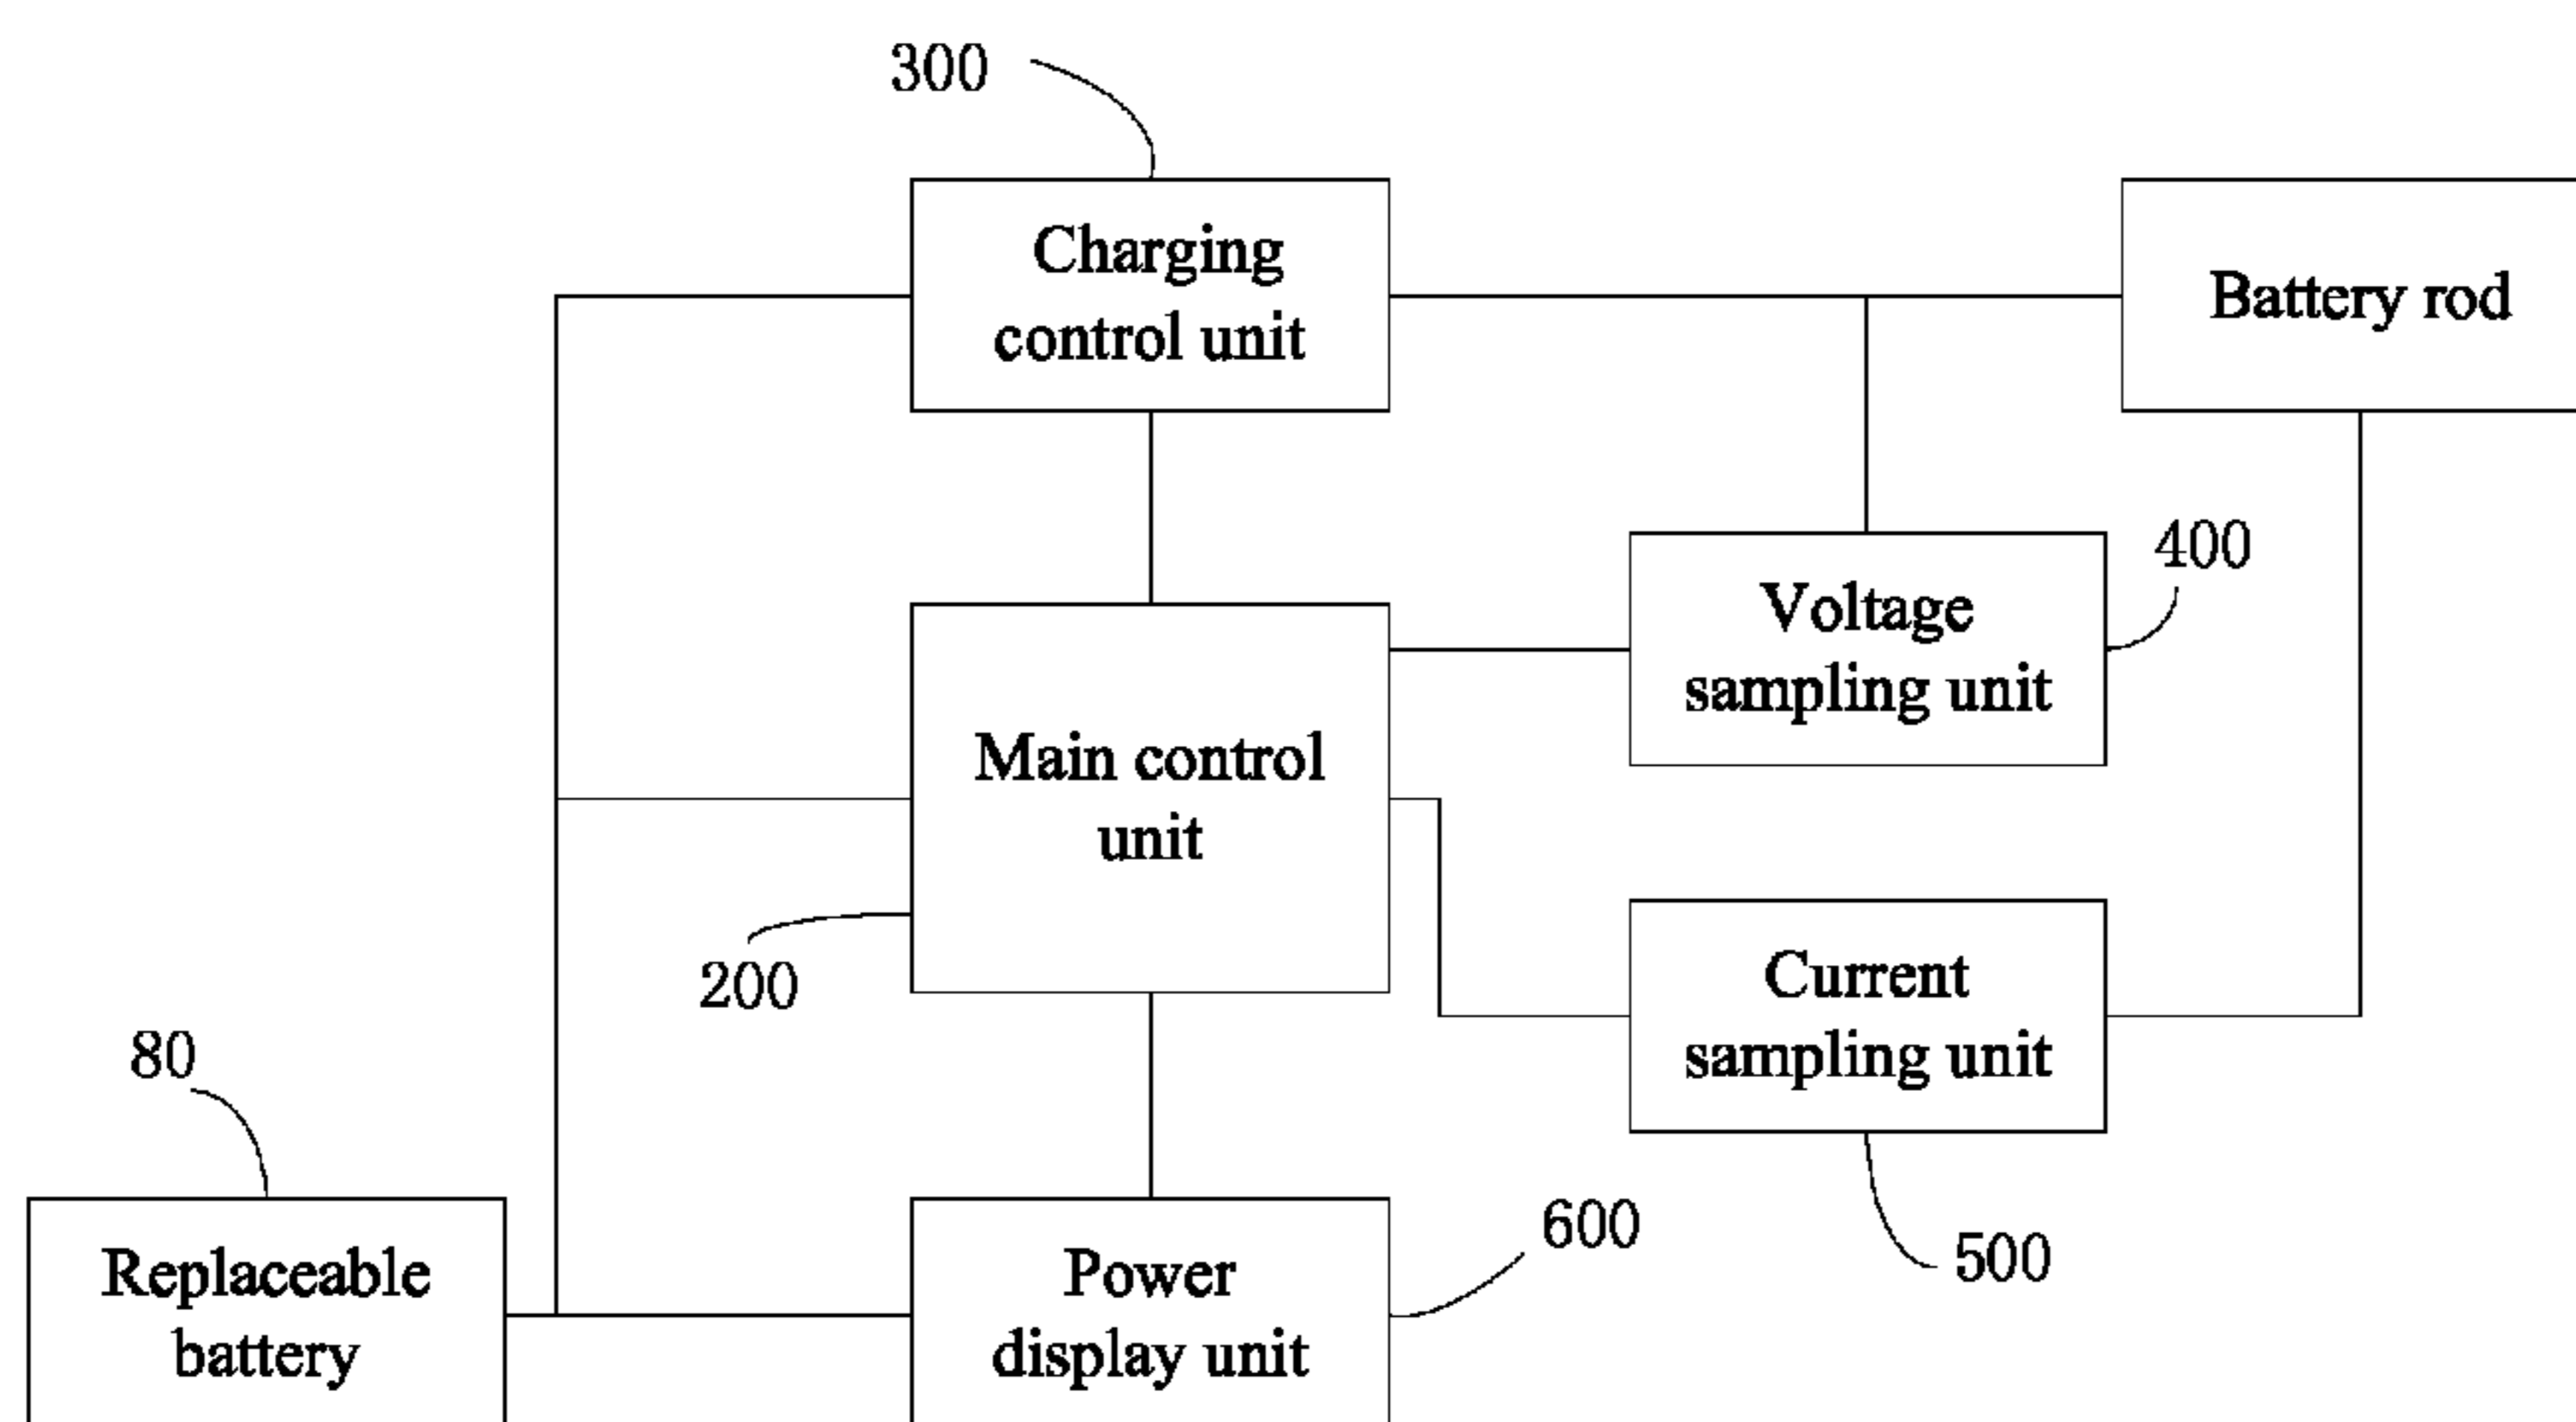 300
Charging
control unit
Battery rod
400
Voltage
sampling unit
Main control
unit
200
Current
sampling unit
80
600
500
Replaceable
battery
Power
display unit